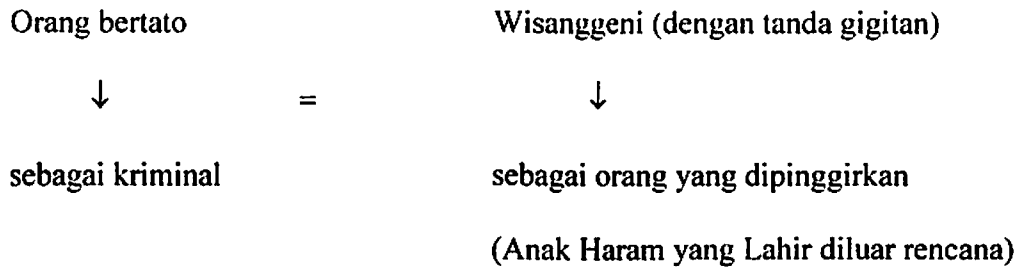 Orang bertato Wisanggeni (dengan tanda gigitan)
↓ = ↓
sebagai kriminal sebagai orang yang dipinggirkan
(Anak Haram yang Lahir diluar rencana)